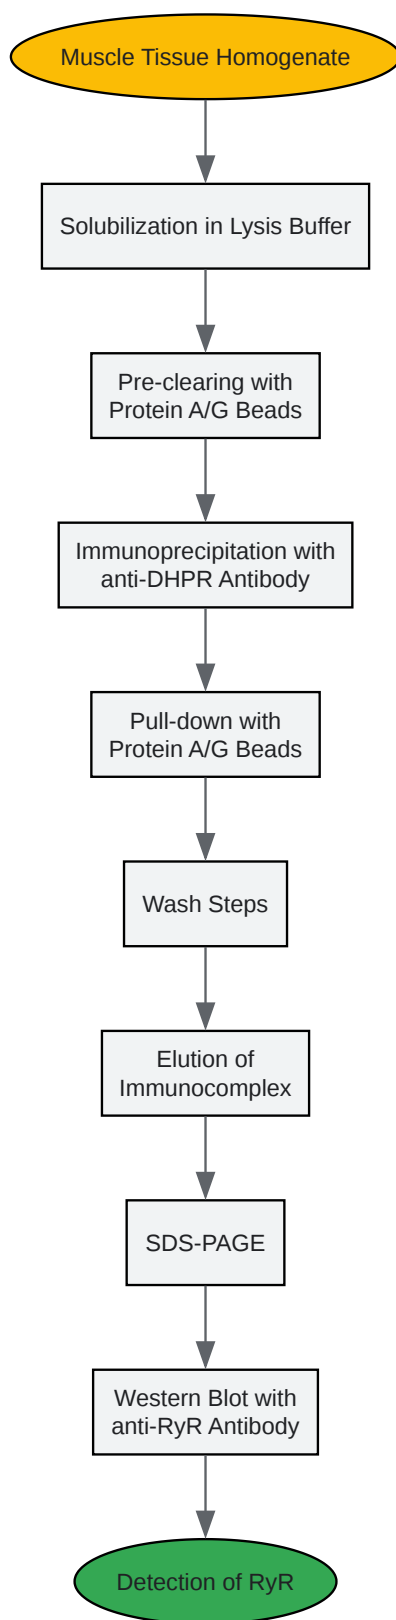 Muscle Tissue Homogenate
Solubilization in Lysis Buffer
Pre-clearing with
Protein A/G Beads
Immunoprecipitation with
anti-DHPR Antibody
Pull-down with
Protein A/G Beads
Wash Steps
Elution of
Immunocomplex
SDS-PAGE
Western Blot with
anti-RyR Antibody
Detection of RyR